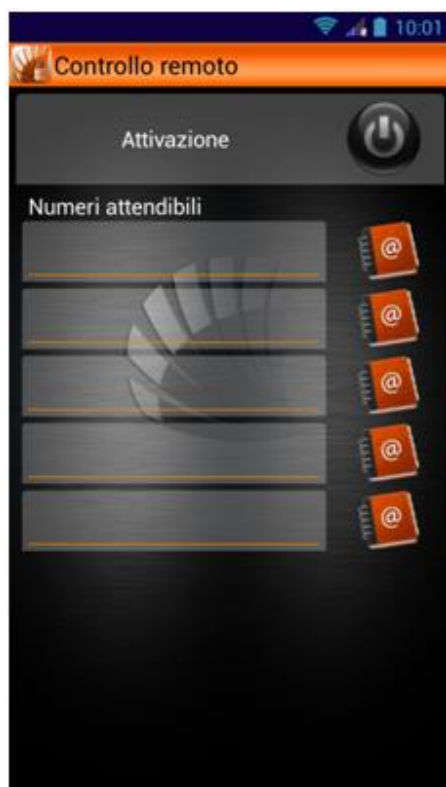 10:01
Controllo remoto
Attivazione
Numeri attendibili
@
@
@
@
@